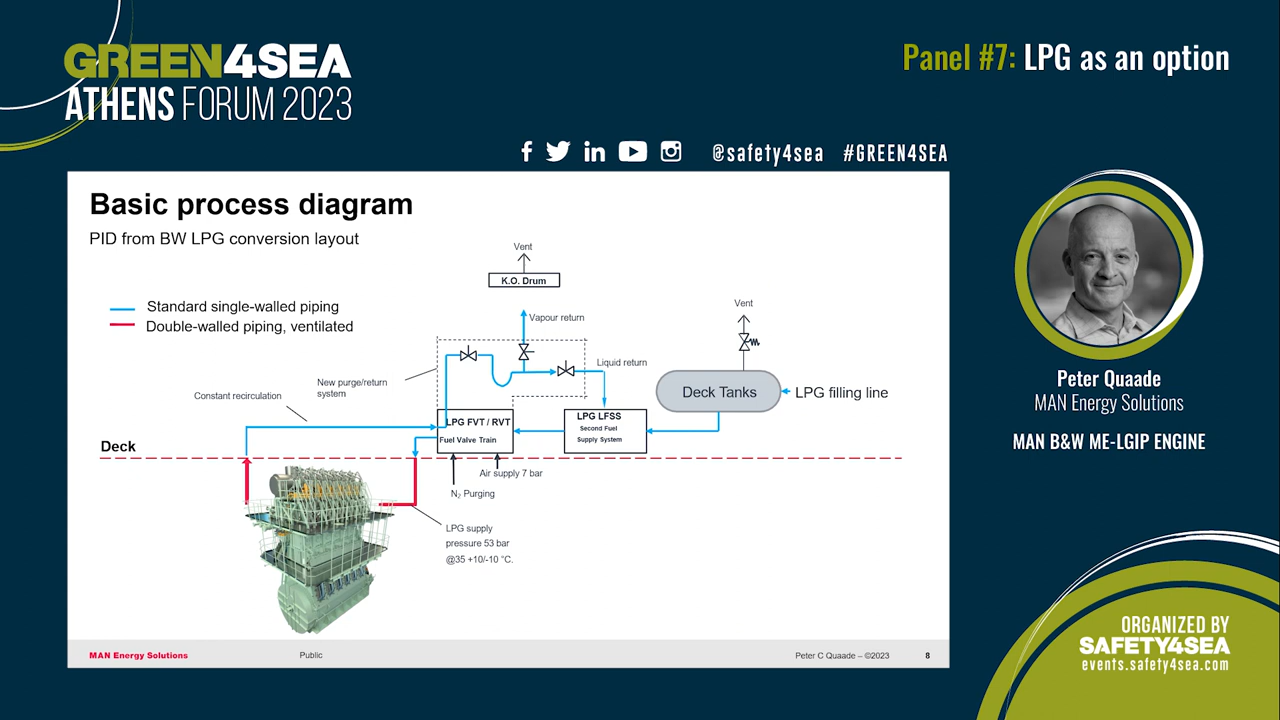 GREEN4SEA
ATHENS FORUM 2023
Panel #7: LPG as an option
@safety4sea #GREEN4SEA
Basic process diagram
PID from BW LPG conversion layout
Standard single-walled piping
Double-walled piping, ventilated
Vent
K.O. Drum
Vapour return
Liquid return
Vent
Deck Tanks
LPG filling line
New purge/return
system
Constant recirculation
LPG FVT / RVT
Fuel Valve Train
LPG LFSS
Second Fuel
Supply System
Deck
Air supply 7 bar
N₂ Purging
LPG supply
pressure 53 bar
@35 +10/-10 °C.
MAN Energy Solutions
Public
Peter C Quaade – ©2023
8
Peter Quaade
MAN Energy Solutions
MAN B&W ME-LGIP ENGINE
ORGANIZED BY
SAFETY4SEA
events.safety4sea.com